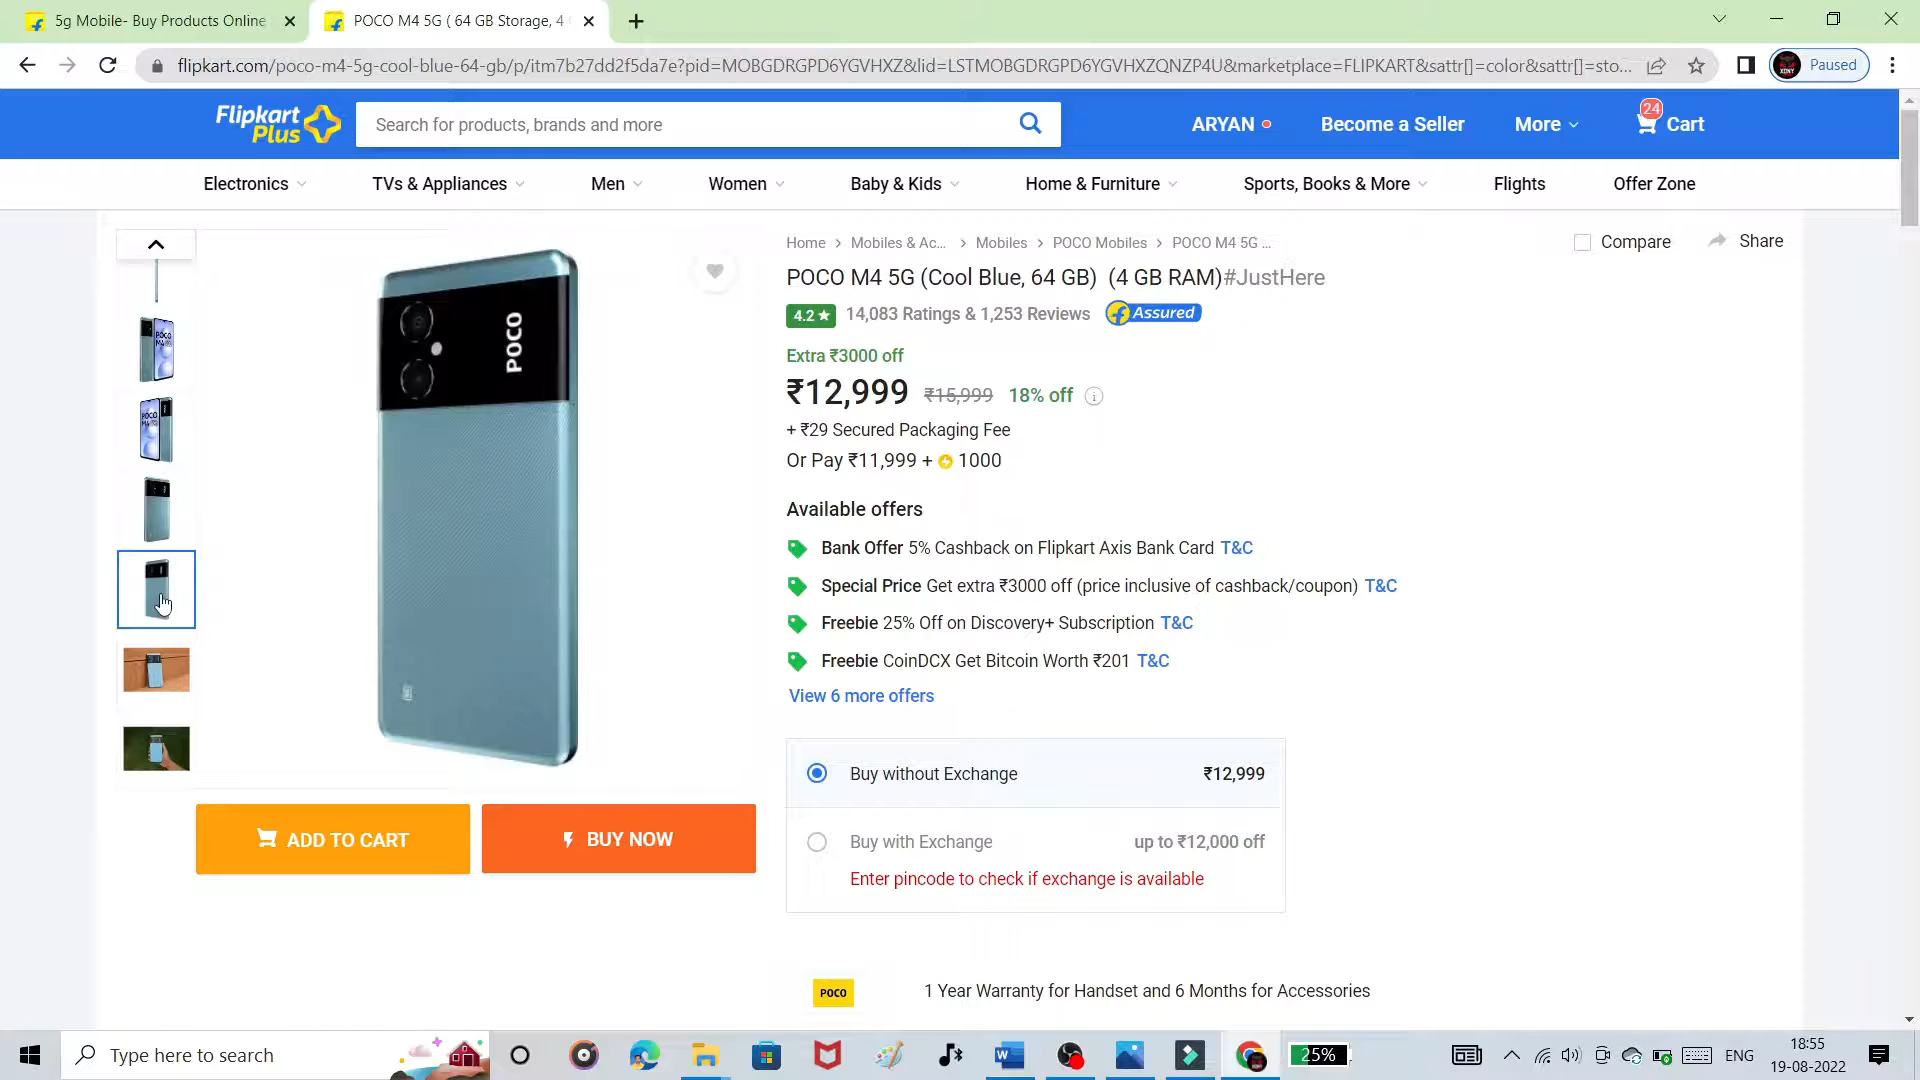 5g Mobile- Buy Products Online
POCO M4 5G ( 64 GB Storage, 4
flipkart.com/poco-m4-5g-cool-blue-64-gb/p/itm7b27dd2f5da7e?pid=MOBGDRGPD6YGVHXZ&lid=LSTMOBGDRGPD6YGVHXZQNZP4U&marketplace=FLIPKART&sattr[]=color&sattr[]=sto...
Paused
Flipkart
Plus
Search for products, brands and more
ARYAN
Become a Seller
More
24
Cart
Electronics
TVs & Appliances
Men
Women
Baby & Kids
Home & Furniture
Sports, Books & More
Flights
Offer Zone
Home
Mobiles & Ac...
Mobiles
POCO Mobiles
POCO M4 5G ...
Compare
Share
POCO M4 5G (Cool Blue, 64 GB) (4 GB RAM)#JustHere
4.2 ★
14,083 Ratings & 1,253 Reviews
Assured
Extra ₹3000 off
₹12,999 ₹15,999 18% off
+ ₹29 Secured Packaging Fee
Or Pay ₹11,999 + 1000
Available offers
Bank Offer 5% Cashback on Flipkart Axis Bank Card T&C
Special Price Get extra ₹3000 off (price inclusive of cashback/coupon) T&C
Freebie 25% Off on Discovery+ Subscription T&C
Freebie CoinDCX Get Bitcoin Worth ₹201 T&C
View 6 more offers
Buy without Exchange ₹12,999
Buy with Exchange up to ₹12,000 off
Enter pincode to check if exchange is available
POCO
1 Year Warranty for Handset and 6 Months for Accessories
POCO
POCO
M4
POCO
ADD TO CART
BUY NOW
Type here to search
25%
ENG
18:55
19-08-2022